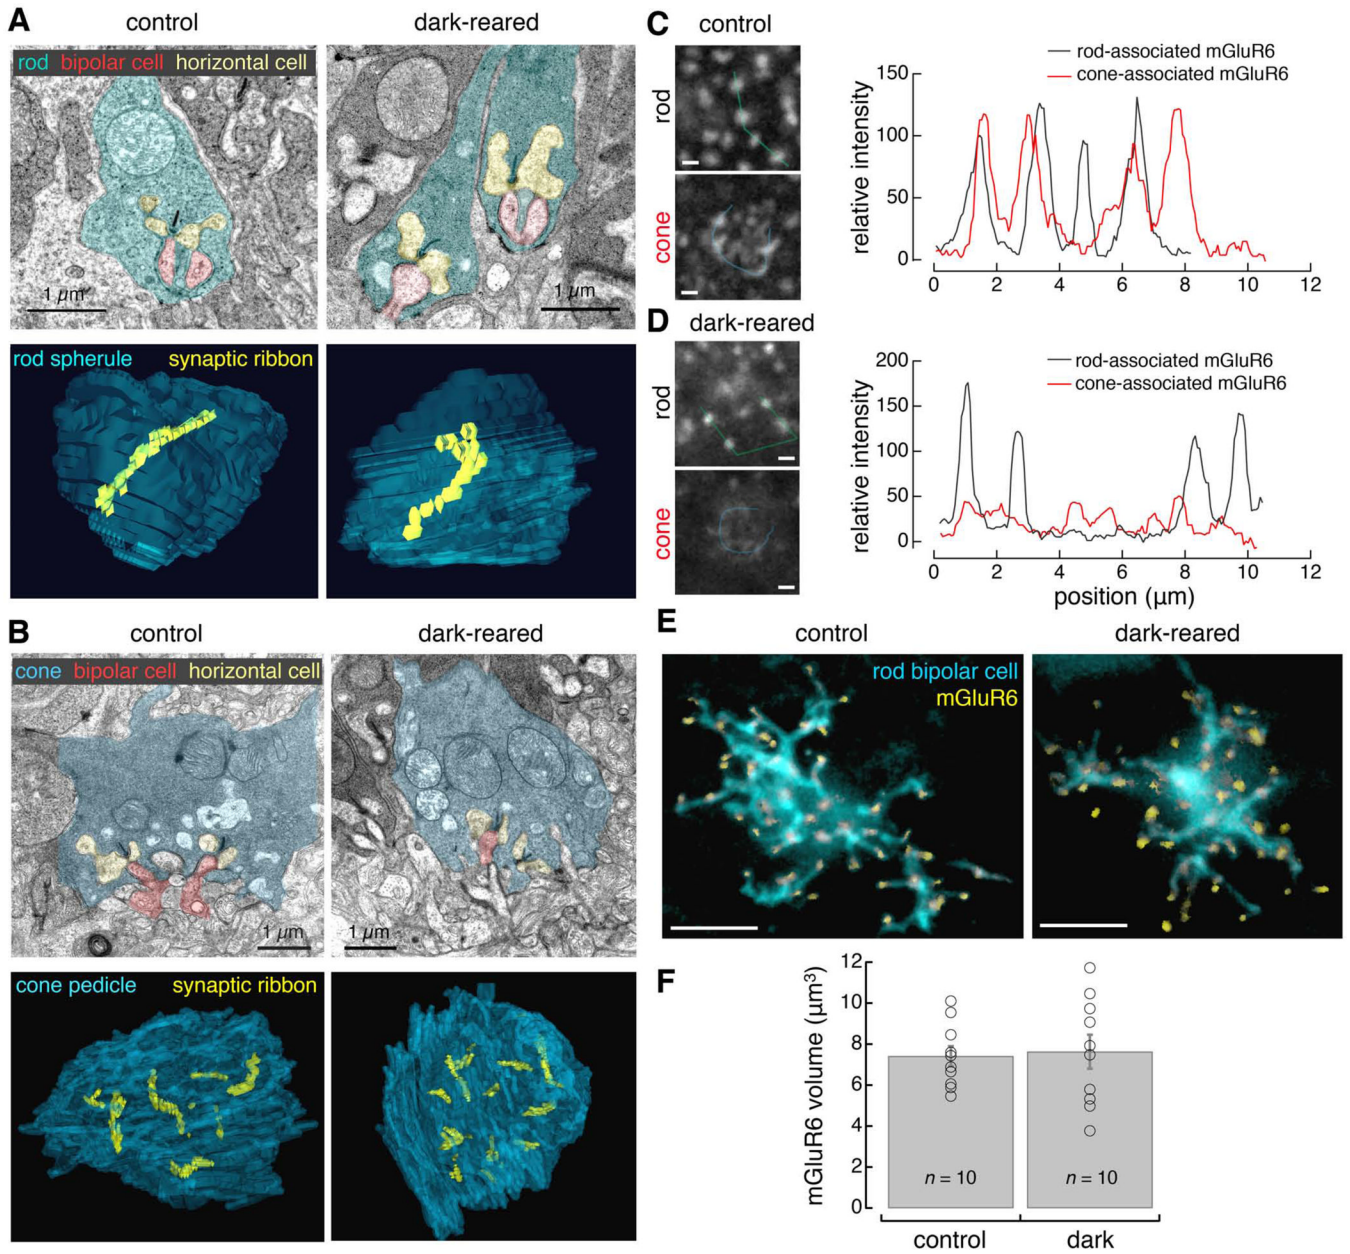 A
control
dark-reared
rod bipolar cell horizontal cell
1 µm
1 µm
rod spherule
synaptic ribbon
B
control
dark-reared
cone bipolar cell horizontal cell
1 µm
1 µm
cone pedicle
synaptic ribbon
C
control
rod
cone
rod-associated mGluR6
cone-associated mGluR6
relative intensity
150
100
50
0
0 2 4 6 8 10 12
D
dark-reared
rod
cone
rod-associated mGluR6
cone-associated mGluR6
relative intensity
200
150
100
50
0
0 2 4 6 8 10 12
position (µm)
E
control
dark-reared
rod bipolar cell
mGluR6
F
mGluR6 volume (µm³)
12
10
8
6
4
2
0
n = 10
n = 10
control
dark